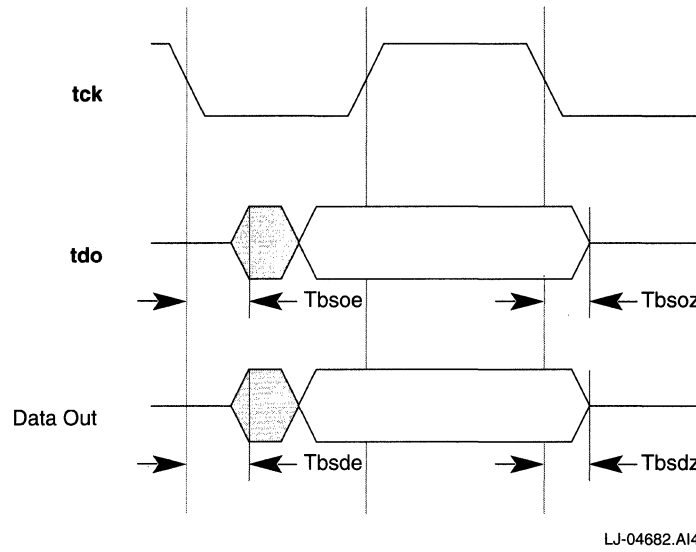 tck
tdo
Tbsoe
Tbsoz
Data Out
Tbsde
Tbsdz
LJ-04682.AI4